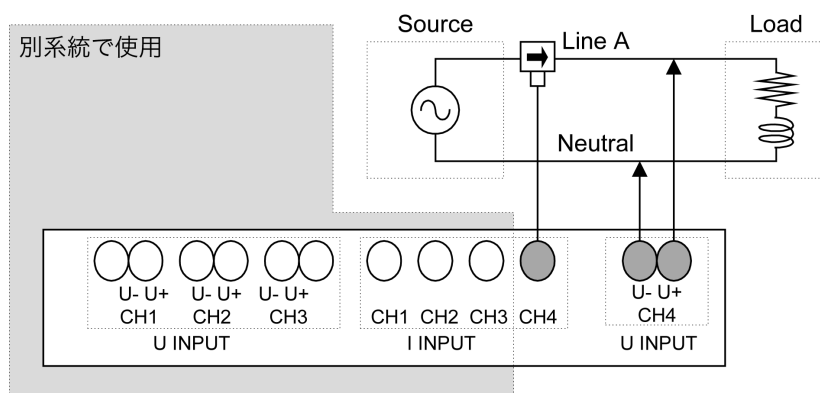 別系統で使用
Source
Load
Line A
Neutral
U- U+
U- U+
U- U+
CH1
CH2
CH3
U INPUT
CH1 CH2 CH3 CH4
I INPUT
U- U+
CH4
U INPUT